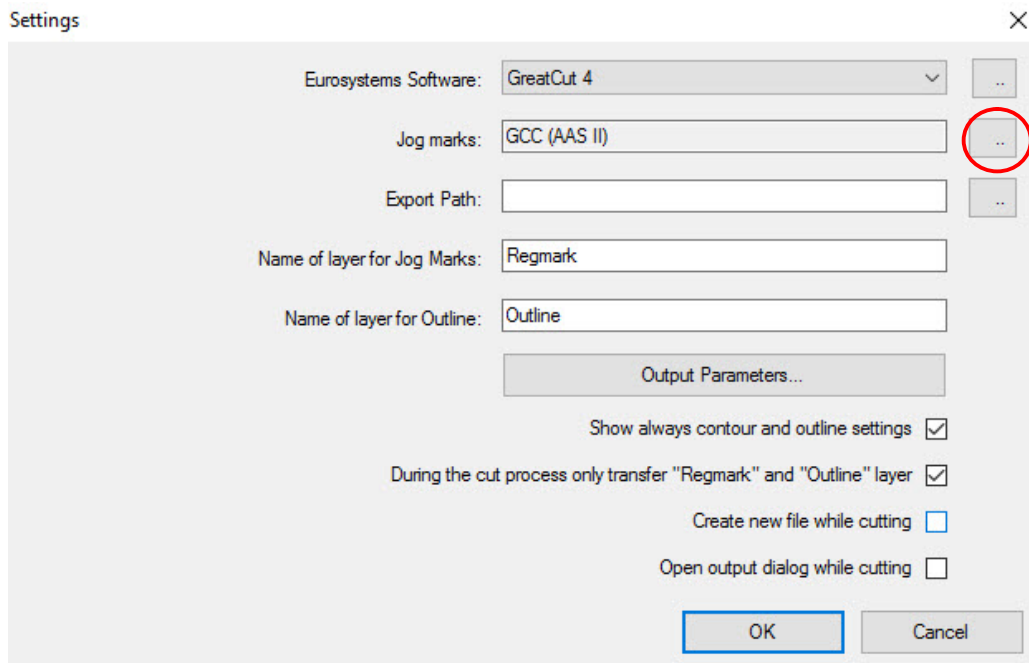 Settings
Eurosystems Software: GreatCut 4 ..
Jog marks: GCC (AAS II) ..
Export Path: ..
Name of layer for Jog Marks: Regmark
Name of layer for Outline: Outline
Output Parameters...
Show always contour and outline settings
During the cut process only transfer "Regmark" and "Outline" layer
Create new file while cutting
Open output dialog while cutting
OK Cancel